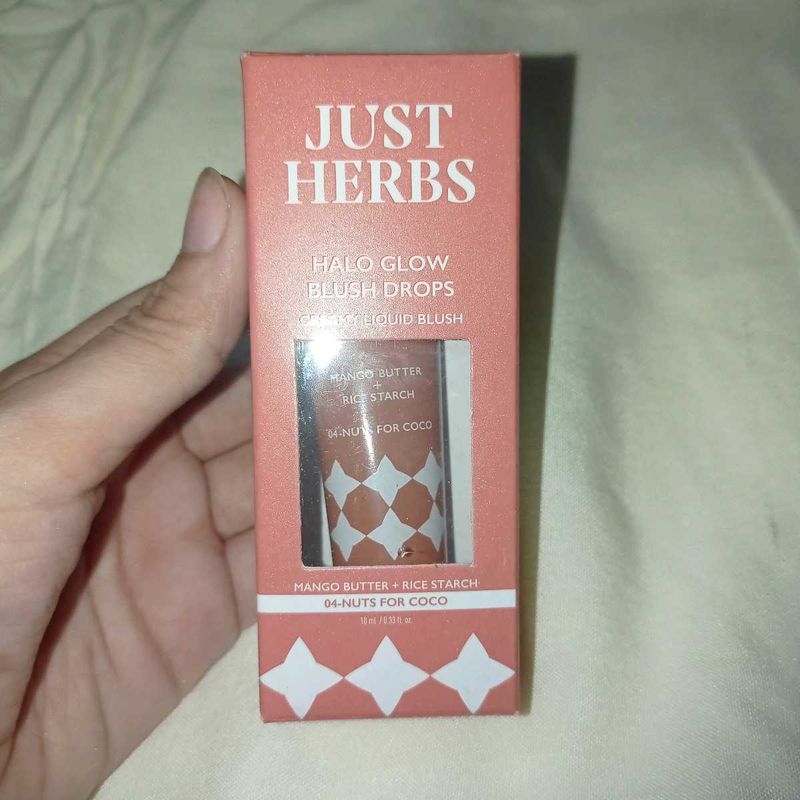 JUST
HERBS
HALO GLOW
BLUSH DROPS
CREAMY LIQUID BLUSH
MANGO BUTTER
+
RICE STARCH
04-NUTS FOR COCO
MANGO BUTTER + RICE STARCH
04-NUTS FOR COCO
10 ml / 0.33 fl. oz.